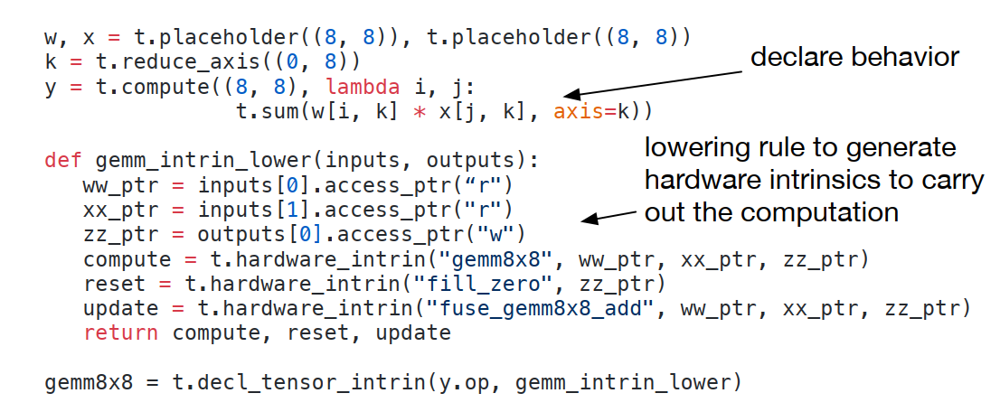 w, x = t.placeholder((8, 8)), t.placeholder((8, 8))
k = t.reduce_axis((0, 8))
y = t.compute((8, 8), lambda i, j:
t.sum(w[i, k] * x[j, k], axis=k))
declare behavior
def gemm_intrin_lower(inputs, outputs):
ww_ptr = inputs[0].access_ptr(“r")
xx_ptr = inputs[1].access_ptr("r")
zz_ptr = outputs[0].access_ptr("w")
compute = t.hardware_intrin("gemm8x8", ww_ptr, xx_ptr, zz_ptr)
reset = t.hardware_intrin("fill_zero", zz_ptr)
update = t.hardware_intrin("fuse_gemm8x8_add", ww_ptr, xx_ptr, zz_ptr)
return compute, reset, update
lowering rule to generate
hardware intrinsics to carry
out the computation
gemm8x8 = t.decl_tensor_intrin(y.op, gemm_intrin_lower)